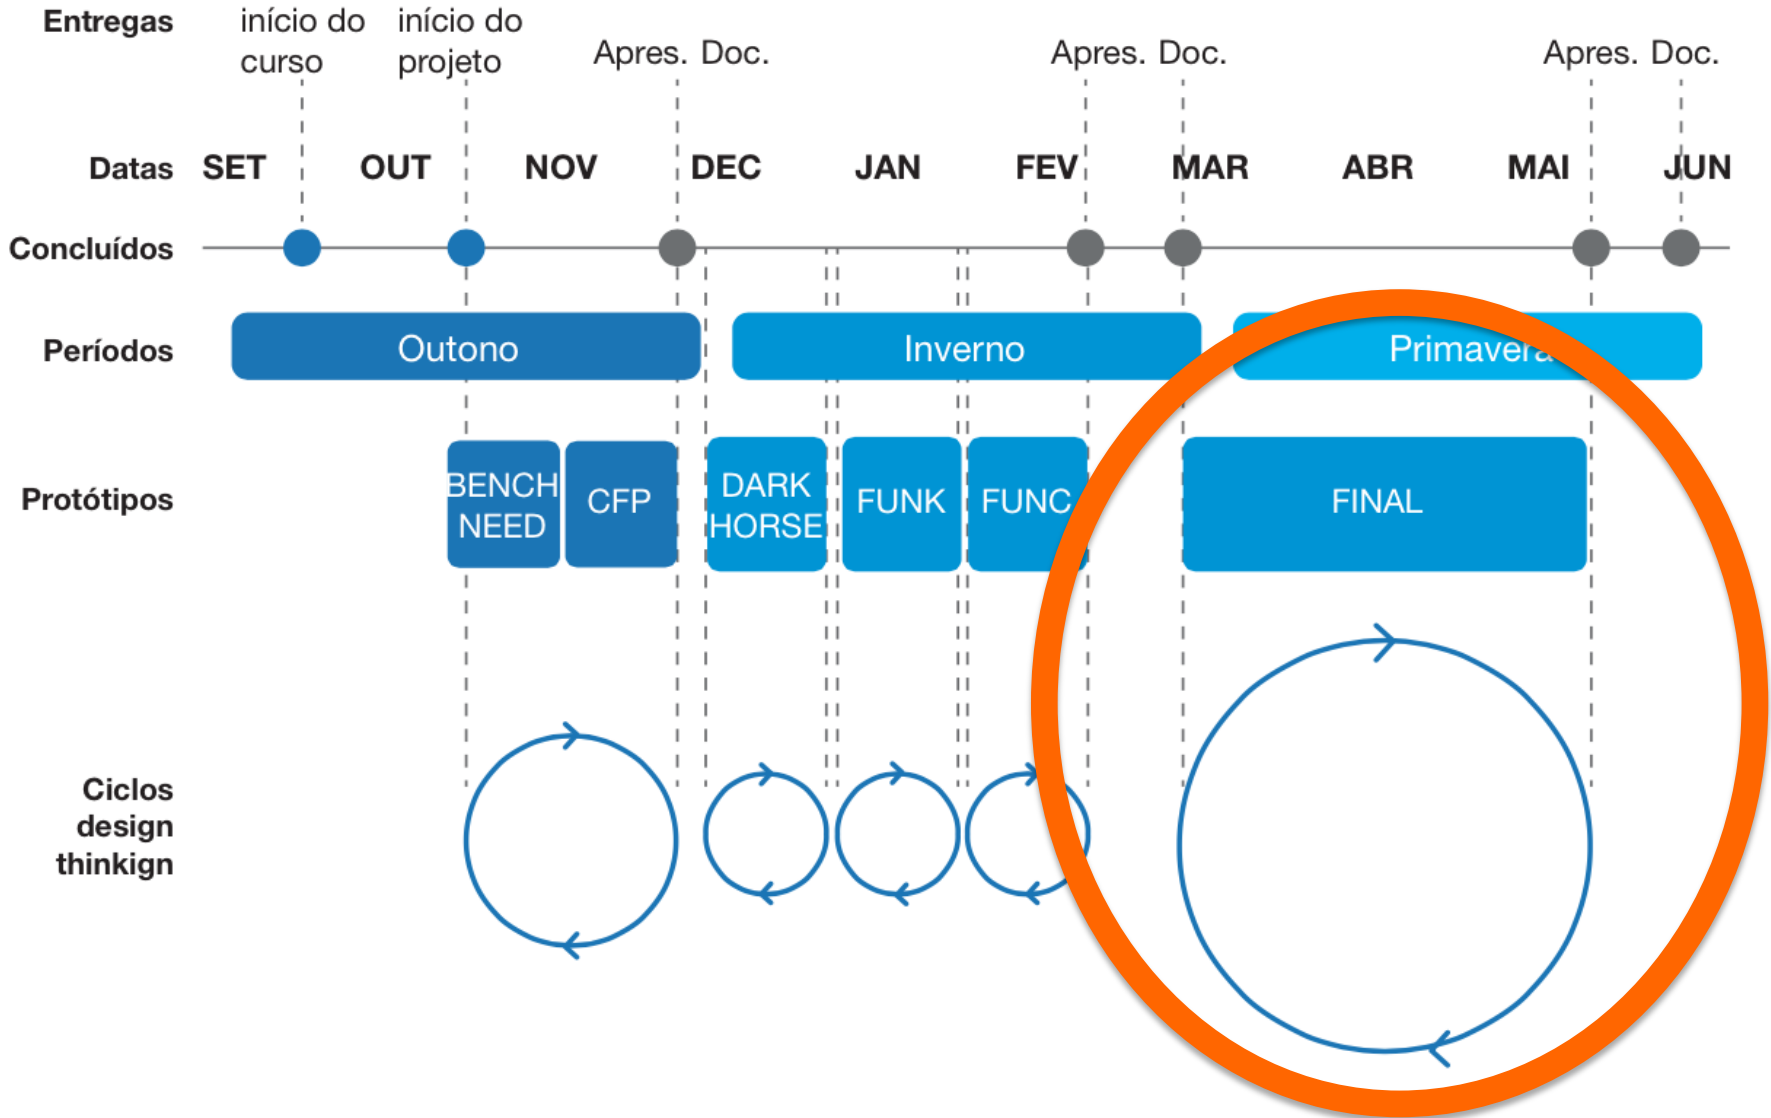 Entregas
início do
curso
início do
projeto
Apres. Doc.
Apres. Doc.
Apres. Doc.
Datas
SET
OUT
NOV
DEC
JAN
FEV
MAR
ABR
MAI
JUN
Concluídos
Períodos
Outono
Inverno
Primavera
Protótipos
BENCH
NEED
CFP
DARK
HORSE
FUNK
FUNC
FINAL
Ciclos
design
thinkign